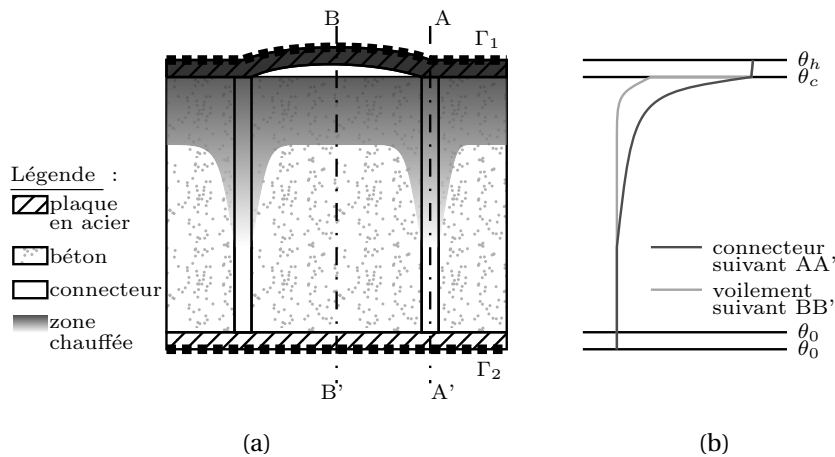 B
A
Γ1
Légende :
plaque
en acier
béton
connecteur
zone
chauffée
Γ2
B’
A’
(a)
θh
θc
connecteur
suivant AA’
voilement
suivant BB’
θ0
θ0
(b)